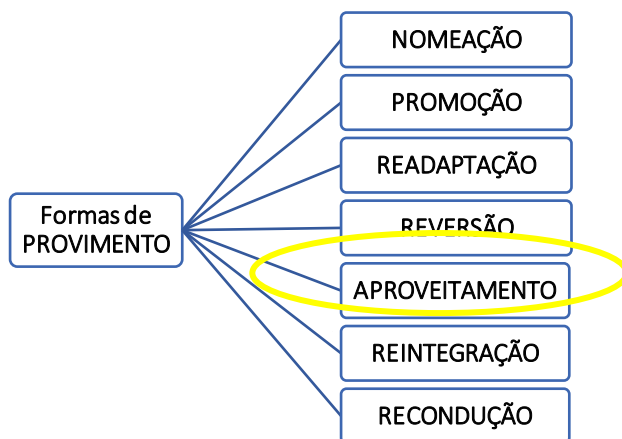 NOMEAÇÃO
PROMOÇÃO
READAPTAÇÃO
Formas de
PROVIMENTO
REVERSÃO
APROVEITAMENTO
REINTEGRAÇÃO
RECONDUÇÃO